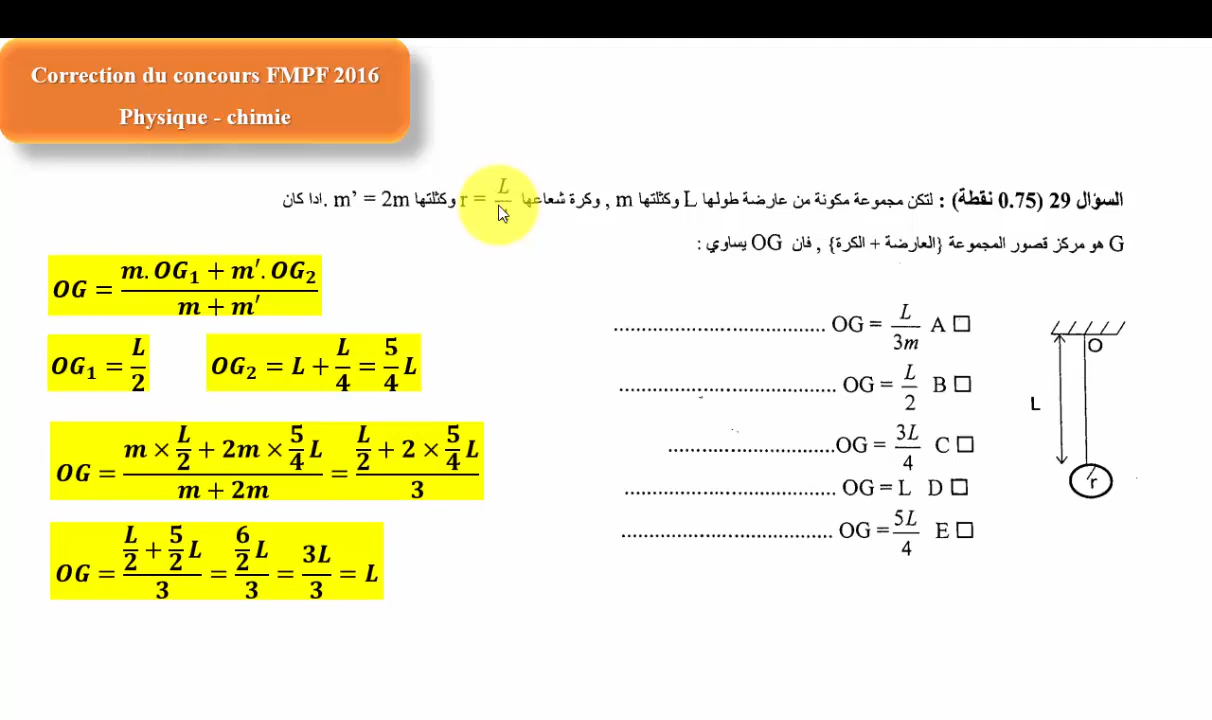 Correction du concours FMPF 2016
Physique - chimie
السؤال 29 (0.75 نقطة) : لتكن مجموعة مكونة من عارضة طولها L وكتلتها m , وكرة شعاعها r = L وكتلتها m’ = 2m .اذا كان
G هو مركز قصور المجموعة {العارضة + الكرة} , فان OG يساوي :
OG = (m.OG₁ + m′.OG₂) / (m + m′)
OG₁ = L/2
OG₂ = L + L/4 = 5/4 L
OG = (m × L/2 + 2m × 5/4 L) / (m + 2m) = (L/2 + 2 × 5/4 L) / 3
OG = (L/2 + 5/2 L) / 3 = (6/2 L) / 3 = 3L/3 = L
A □ OG = L/3m ......................................
B □ OG = L/2 .......................................
C □ OG = 3L/4 ..............................
D □ OG = L ......................................
E □ OG = 5L/4 ......................................
O
L
r